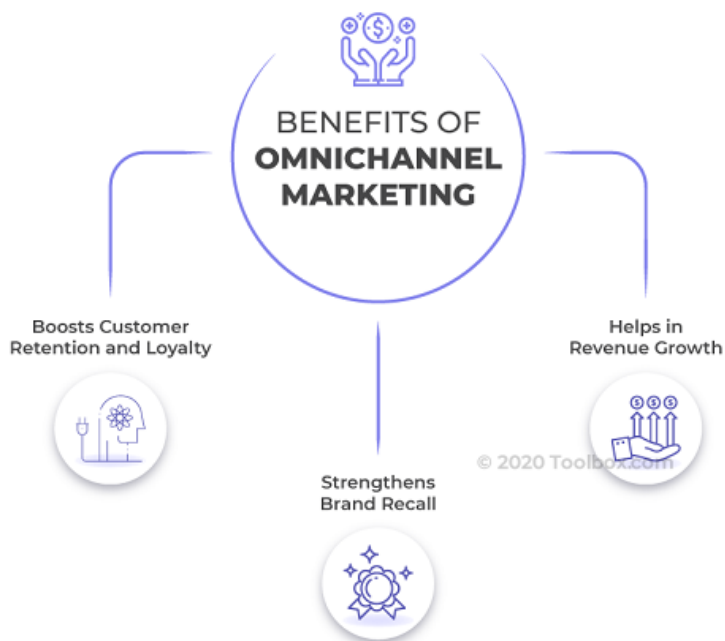 BENEFITS OF
OMNICHANNEL
MARKETING
Boosts Customer
Retention and Loyalty
Helps in
Revenue Growth
© 2020 Toolbox.com
Strengthens
Brand Recall